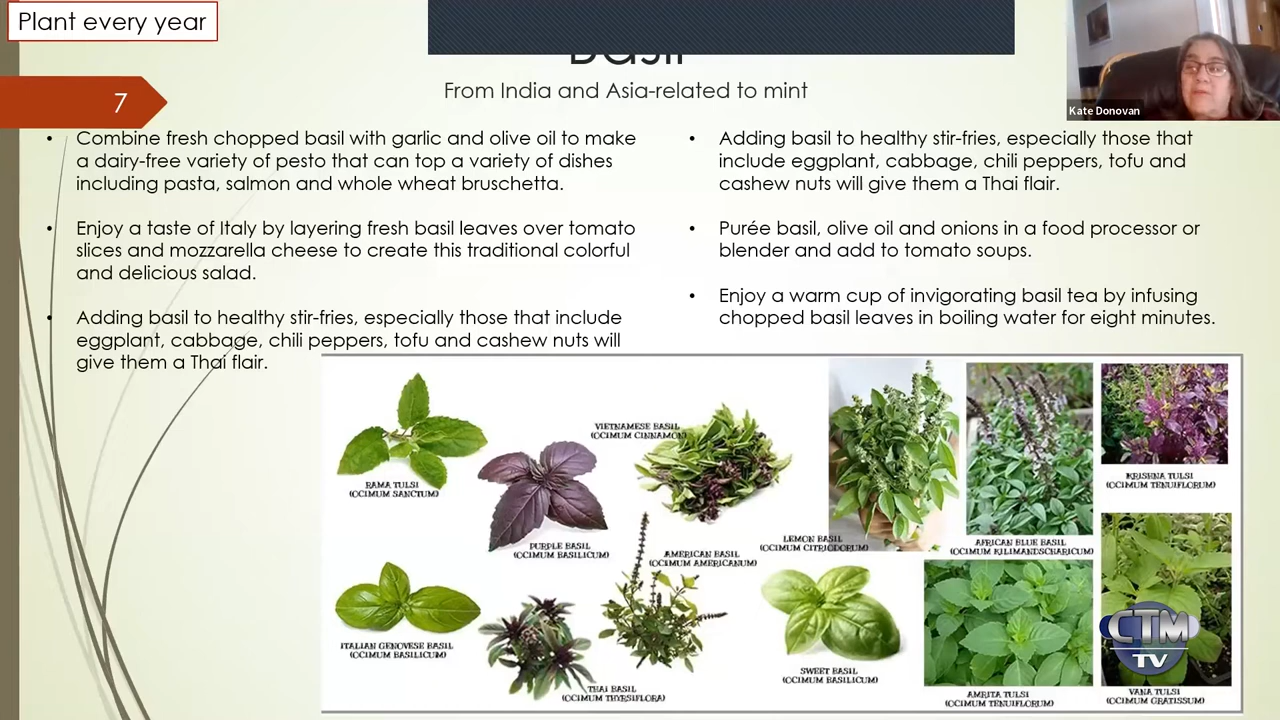 Plant every year
Basil
From India and Asia-related to mint
Kate Donovan
7
• Combine fresh chopped basil with garlic and olive oil to make
a dairy-free variety of pesto that can top a variety of dishes
including pasta, salmon and whole wheat bruschetta.
• Enjoy a taste of Italy by layering fresh basil leaves over tomato
slices and mozzarella cheese to create this traditional colorful
and delicious salad.
• Adding basil to healthy stir-fries, especially those that include
eggplant, cabbage, chili peppers, tofu and cashew nuts will
give them a Thai flair.
• Adding basil to healthy stir-fries, especially those that
include eggplant, cabbage, chili peppers, tofu and
cashew nuts will give them a Thai flair.
• Purée basil, olive oil and onions in a food processor or
blender and add to tomato soups.
• Enjoy a warm cup of invigorating basil tea by infusing
chopped basil leaves in boiling water for eight minutes.
RAMA TULSI
(OCIMUM SANCTUM)
PURPLE BASIL
(OCIMUM BASILICUM)
VIETNAMESE BASIL
(OCIMUM CINNAMON)
LEMON BASIL
(OCIMUM CITRIODORUM)
AFRICAN BLUE BASIL
(OCIMUM KILIMANDSCHARICUM)
KRISHNA TULSI
(OCIMUM TENUIFLORUM)
ITALIAN GENOVESE BASIL
(OCIMUM BASILICUM)
THAI BASIL
(OCIMUM THYRSIFLORA)
AMERICAN BASIL
(OCIMUM AMERICANUM)
SWEET BASIL
(OCIMUM BASILICUM)
AMRITA TULSI
(OCIMUM TENUIFLORUM)
VANA TULSI
(OCIMUM GRATISSUM)
CTM
TV